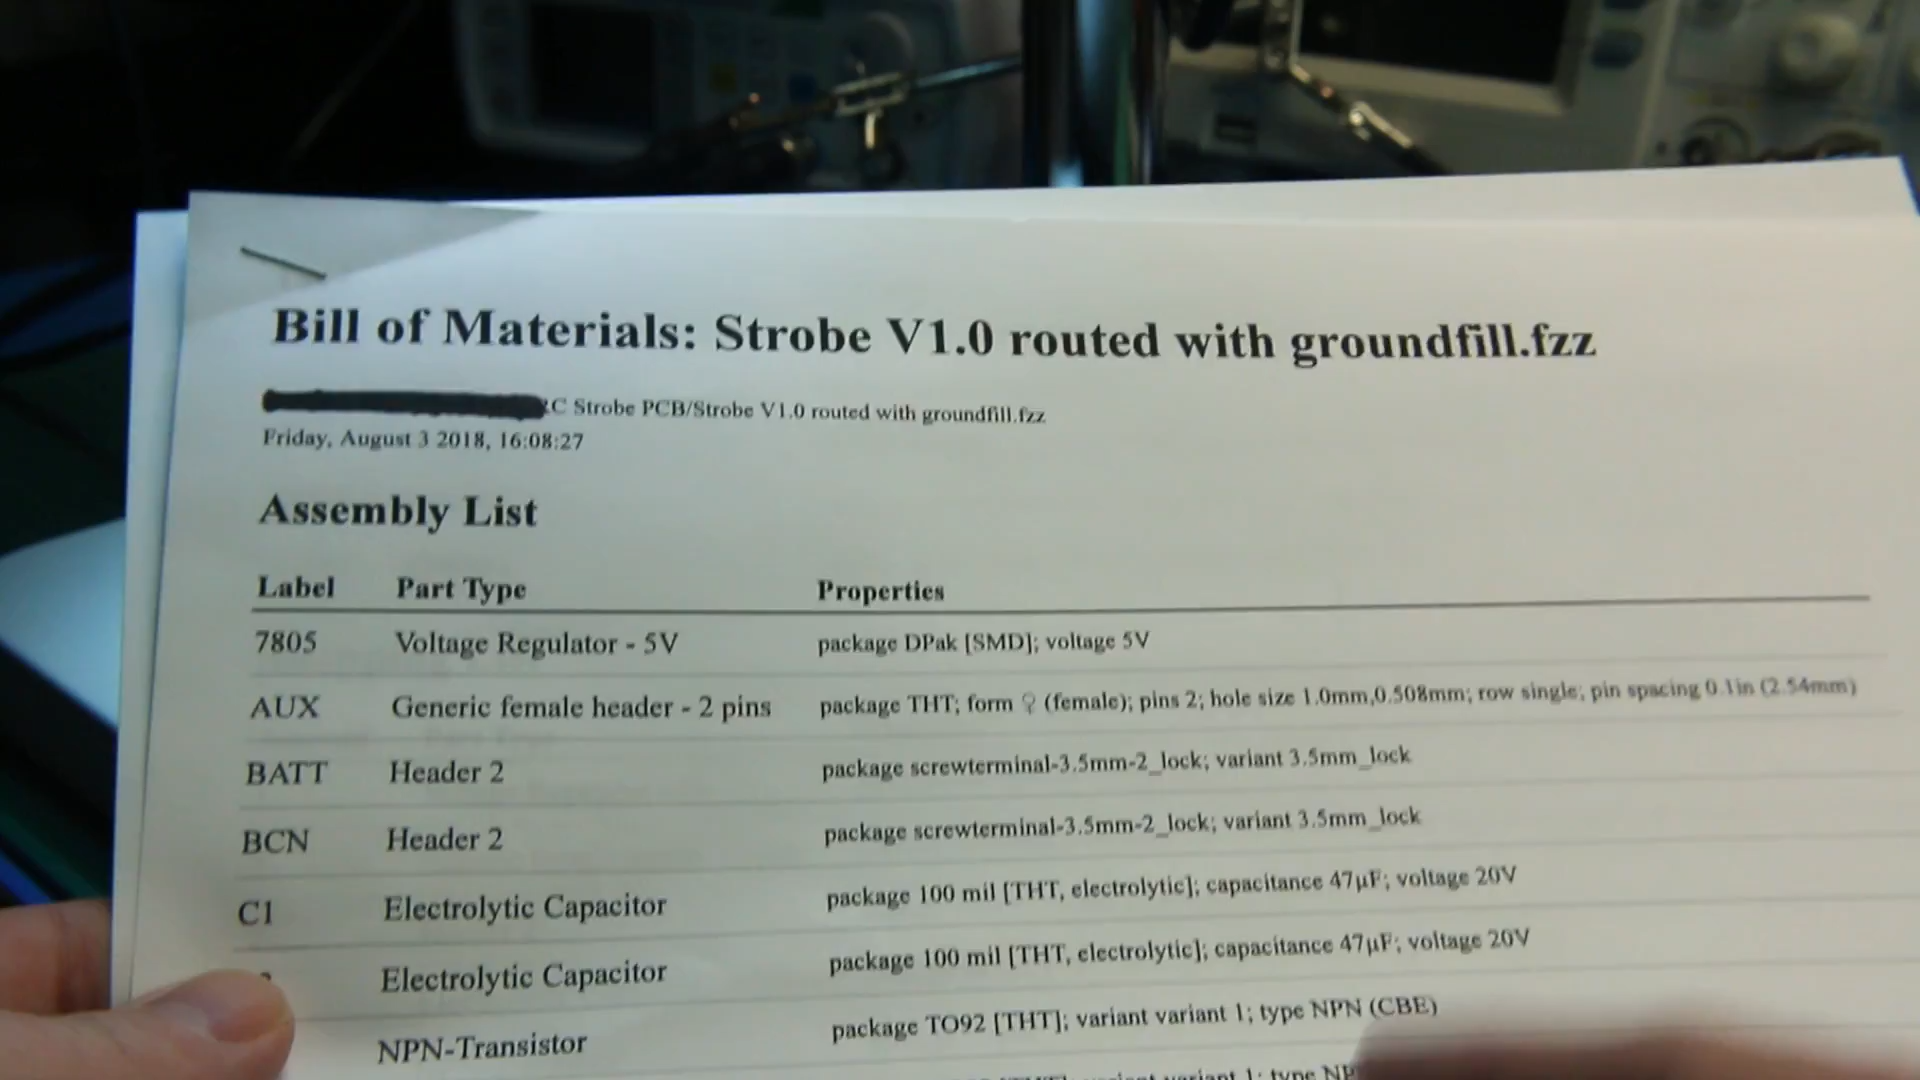 Bill of Materials: Strobe V1.0 routed with groundfill.fzz
C Strobe PCB/Strobe V1.0 routed with groundfill.fzz
Friday, August 3 2018, 16:08:27
Assembly List
Label Part Type Properties
7805 Voltage Regulator - 5V package DPak [SMD]; voltage 5V
AUX Generic female header - 2 pins package THT; form ♀ (female); pins 2; hole size 1.0mm,0.508mm; row single; pin spacing 0.1in (2.54mm)
BATT Header 2 package screwterminal-3.5mm-2_lock; variant 3.5mm_lock
BCN Header 2 package screwterminal-3.5mm-2_lock; variant 3.5mm_lock
C1 Electrolytic Capacitor package 100 mil [THT, electrolytic]; capacitance 47µF; voltage 20V
Electrolytic Capacitor package 100 mil [THT, electrolytic]; capacitance 47µF; voltage 20V
NPN-Transistor package TO92 [THT]; variant variant 1; type NPN (CBE)
variant 1; type